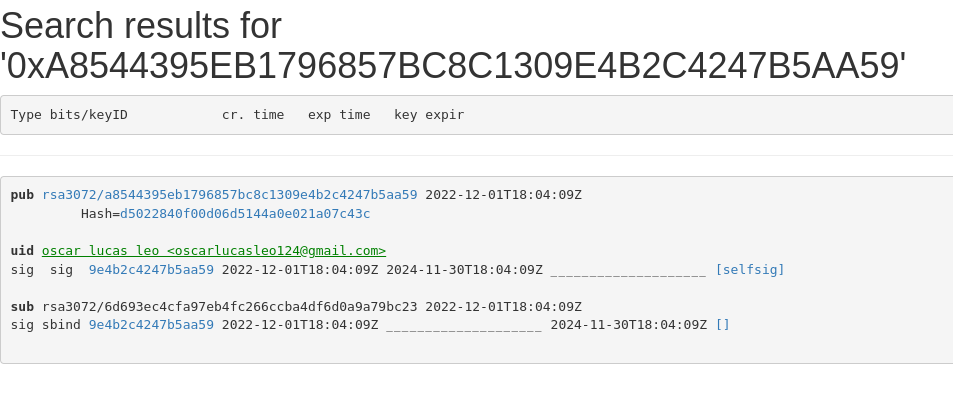 Search results for
'0xA8544395EB1796857BC8C1309E4B2C4247B5AA59'
Type bits/keyID            cr. time   exp time   key expir
pub rsa3072/a8544395eb1796857bc8c1309e4b2c4247b5aa59 2022-12-01T18:04:09Z
Hash=d5022840f00d06d5144a0e021a07c43c
uid oscar lucas leo <oscarlucasleo124@gmail.com>
sig  sig  9e4b2c4247b5aa59 2022-12-01T18:04:09Z 2024-11-30T18:04:09Z ____________________ [selfsig]
sub rsa3072/6d693ec4cfa97eb4fc266ccba4df6d0a9a79bc23 2022-12-01T18:04:09Z
sig sbind 9e4b2c4247b5aa59 2022-12-01T18:04:09Z ____________________ 2024-11-30T18:04:09Z []